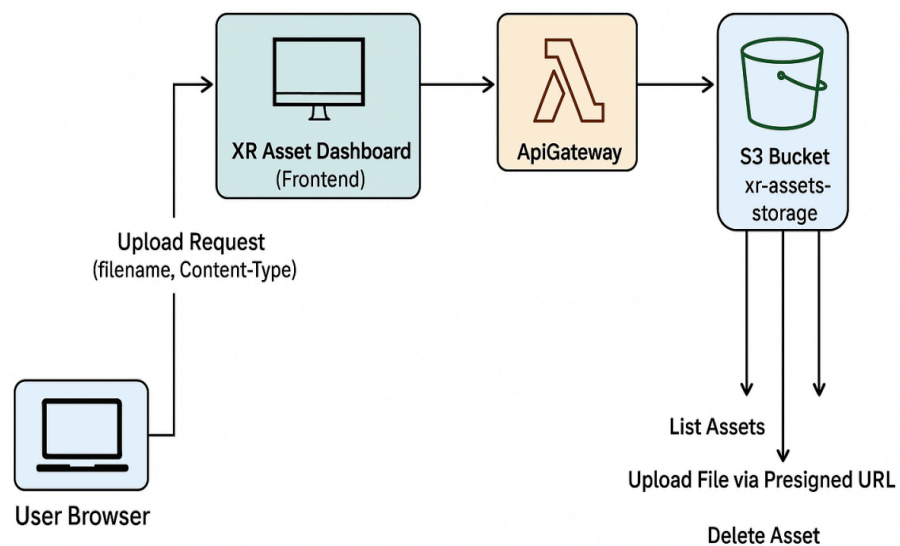 XR Asset Dashboard
(Frontend)
ApiGateway
S3 Bucket
xr-assets-
storage
Upload Request
(filename, Content-Type)
User Browser
List Assets
Upload File via Presigned URL
Delete Asset